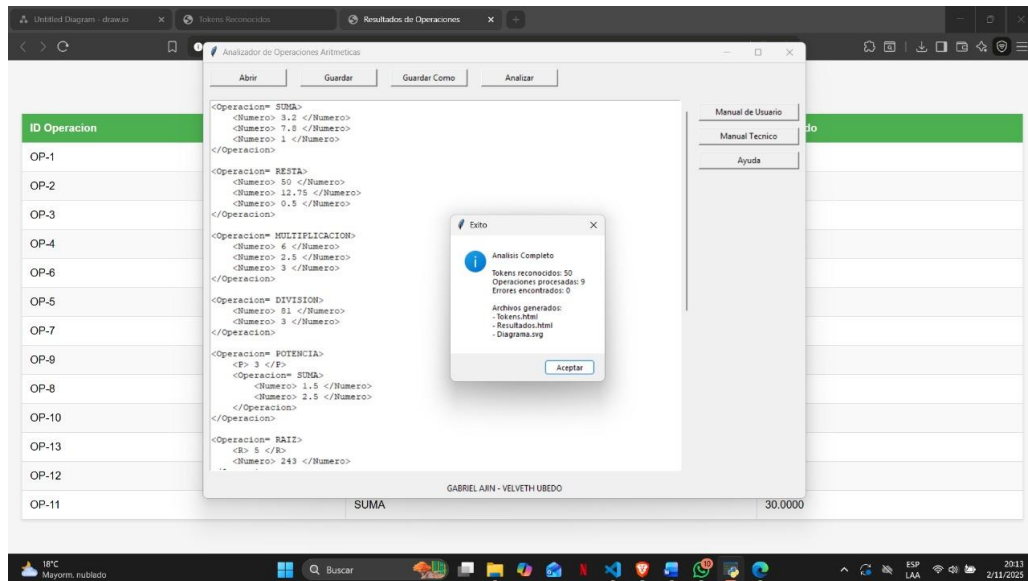 Untitled Diagram - draw.io
Tokens Reconocidos
Resultados de Operaciones
Analizador de Operaciones Aritmeticas
Abrir
Guardar
Guardar Como
Analizar
Manual de Usuario
Manual Tecnico
Ayuda
<Operacion= SUMA>
<Numero> 3.2 </Numero>
<Numero> 7.8 </Numero>
<Numero> 1 </Numero>
</Operacion>
<Operacion= RESTA>
<Numero> 50 </Numero>
<Numero> 12.75 </Numero>
<Numero> 0.5 </Numero>
</Operacion>
<Operacion= MULTIPLICACION>
<Numero> 6 </Numero>
<Numero> 2.5 </Numero>
<Numero> 3 </Numero>
</Operacion>
<Operacion= DIVISION>
<Numero> 81 </Numero>
<Numero> 3 </Numero>
</Operacion>
<Operacion= POTENCIA>
<P> 3 </P>
<Operacion= SUMA>
<Numero> 1.5 </Numero>
<Numero> 2.5 </Numero>
</Operacion>
</Operacion>
<Operacion= RAIZ>
<R> 5 </R>
<Numero> 243 </Numero>
Exito
Analisis Completo
Tokens reconocidos: 50
Operaciones procesadas: 9
Errores encontrados: 0
Archivos generados:
- Tokens.html
- Resultados.html
- Diagrama.svg
Aceptar
GABRIEL AJIN - VELVETH UBEDO
ID Operacion
do
OP-1
OP-2
OP-3
OP-4
OP-6
OP-5
OP-7
OP-9
OP-8
OP-10
OP-13
OP-12
OP-11 SUMA 30.0000
18°C
Mayorm. nublado
Buscar
ESP
LAA
20:13
2/11/2025